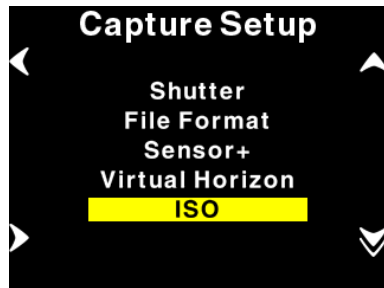 Capture Setup
Shutter
File Format
Sensor+
Virtual Horizon
ISO